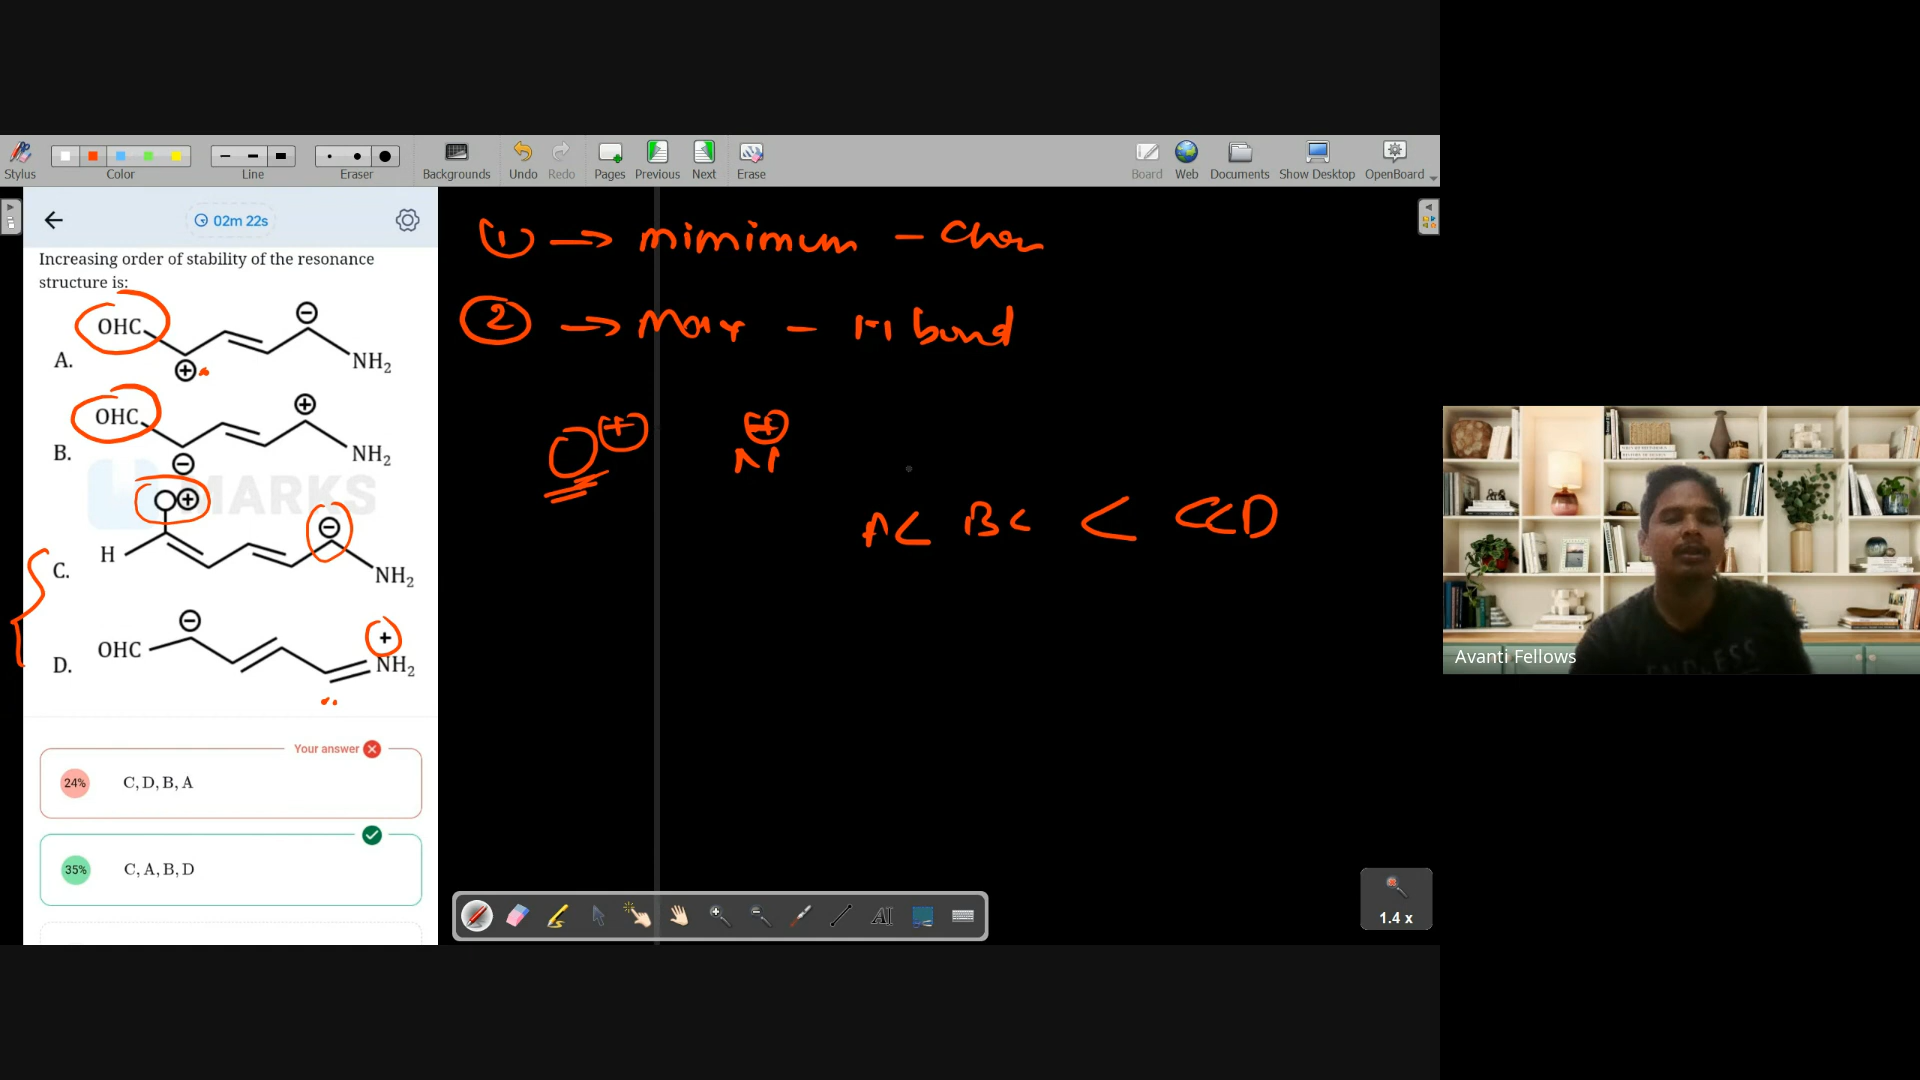 Stylus
Color
Line
Eraser
Backgrounds
Undo
Redo
Pages
Previous
Next
Erase
Board
Web
Documents
Show Desktop
OpenBoard
02m 22s
Increasing order of stability of the resonance
structure is:
OHC
⊖
⊕
NH₂
A.
OHC
⊕
⊖
NH₂
B.
MARKS
O⊕
⊖
H
NH₂
C.
⊖
+
OHC
NH₂
D.
Your answer
24% C, D, B, A
35% C, A, B, D
① → mimimum -
② → Max -
bond
O⊕
⊕
N
A< B< < <<D
1.4 x
Avanti Fellows